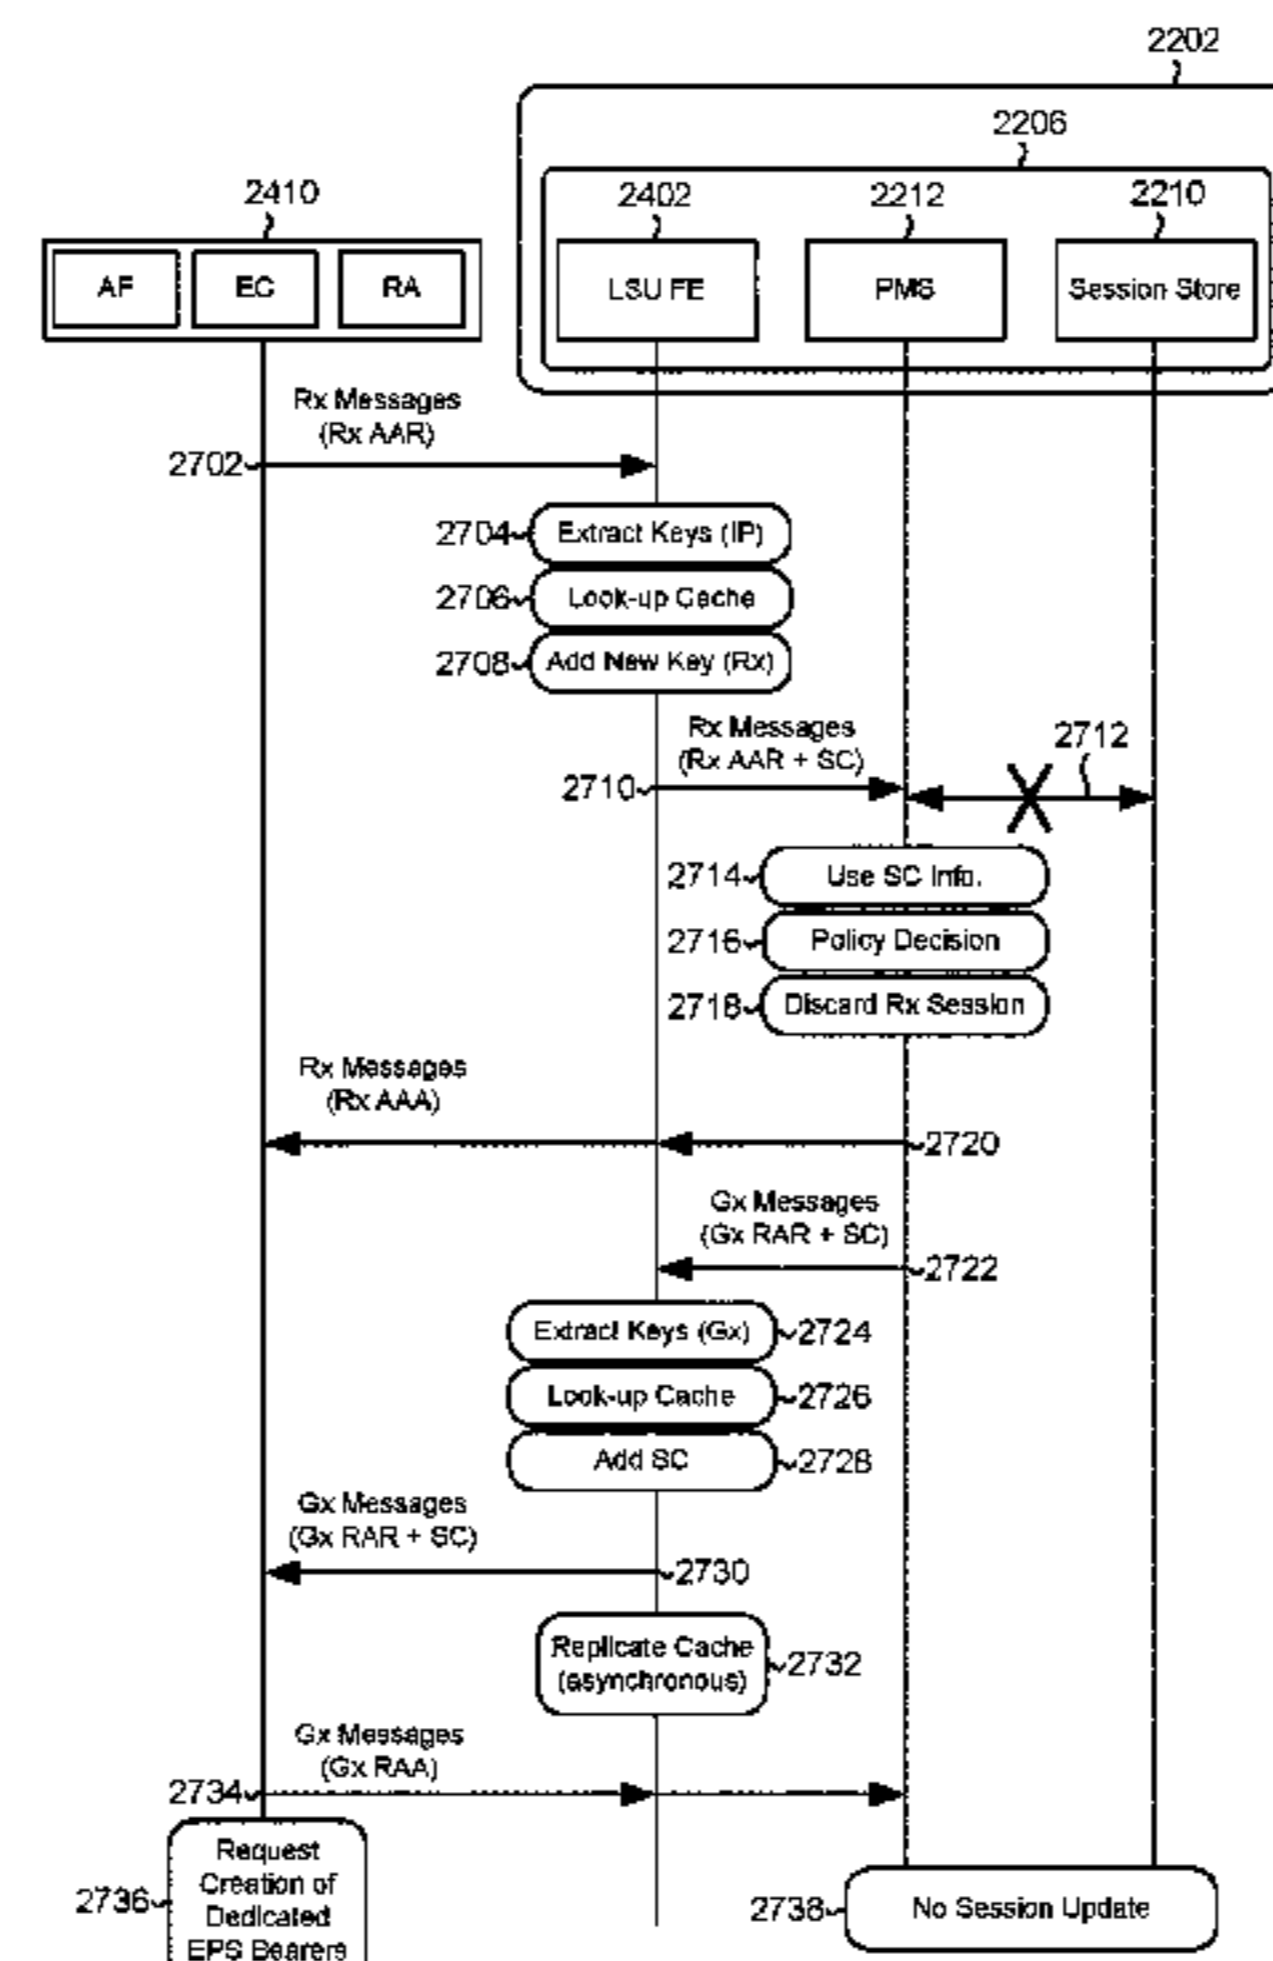 2202
2206
2410
2402
2212
2210
AF
EC
RA
LSU FE
PMS
Session Store
Rx Messages
(Rx AAR)
2702
2704
Extract Keys (IP)
2706
Look-up Cache
2708
Add New Key (Rx)
Rx Messages
(Rx AAR + SC)
2710
2712
2714
Use SC Info.
2716
Policy Decision
2718
Discard Rx Session
Rx Messages
(Rx AAA)
2720
Gx Messages
(Gx RAR + SC)
2722
Extract Keys (Gx)
2724
Look-up Cache
2726
Add SC
2728
Gx Messages
(Gx RAR + SC)
2730
Replicate Cache
(asynchronous)
2732
Gx Messages
(Gx RAA)
2734
2736
Request
Creation of
Dedicated
EPS Bearers
2738
No Session Update